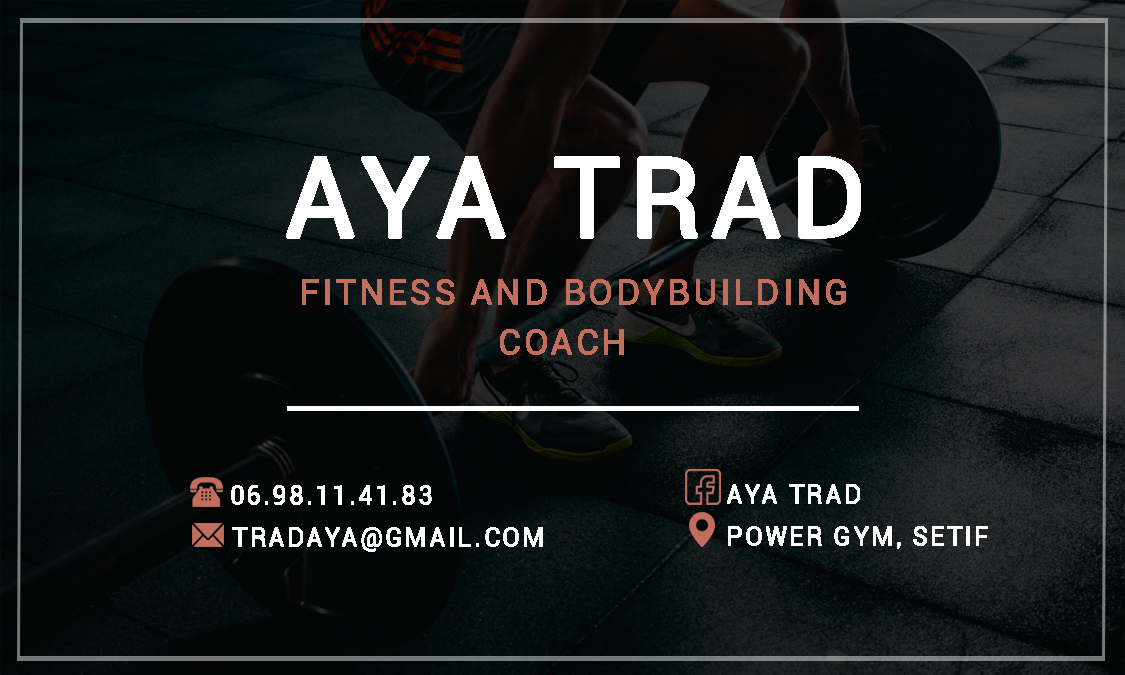 AYA TRAD
FITNESS AND BODYBUILDING
COACH
06.98.11.41.83
TRADAYA@GMAIL.COM
AYA TRAD
POWER GYM, SETIF